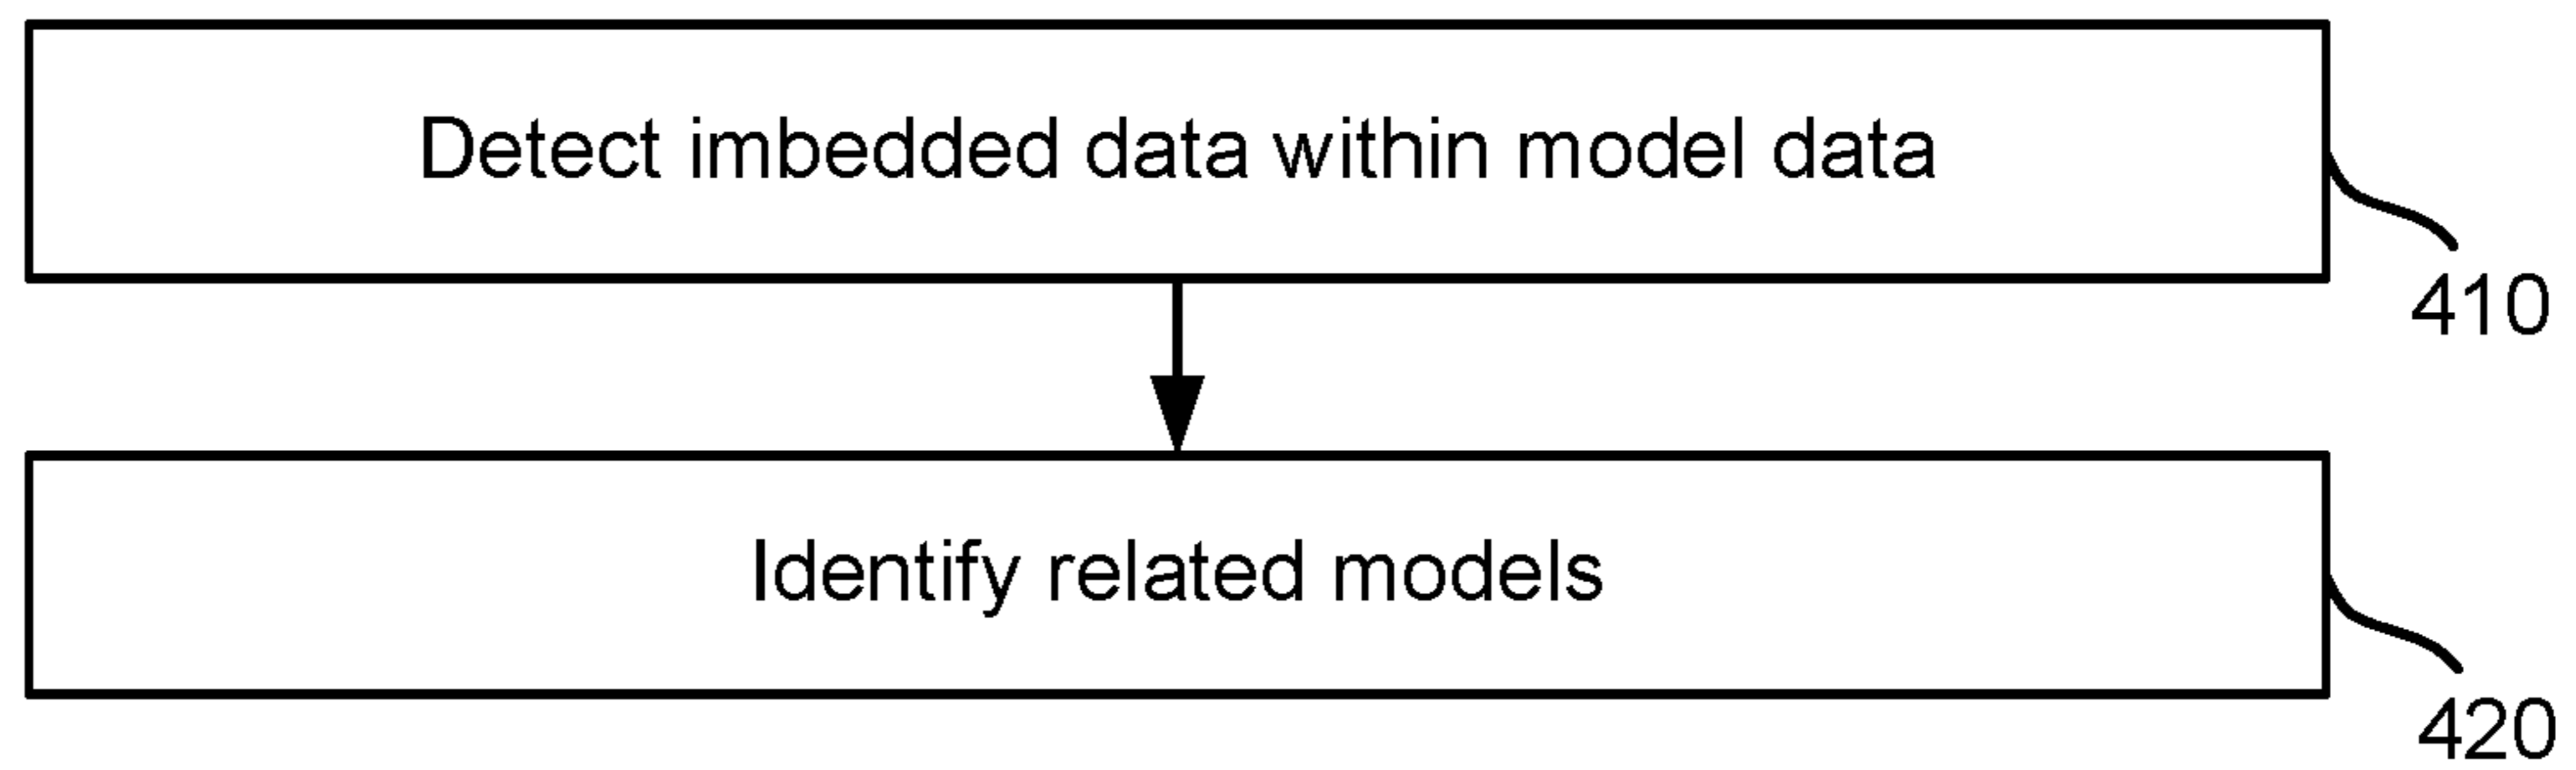 Detect imbedded data within model data
410
Identify related models
420